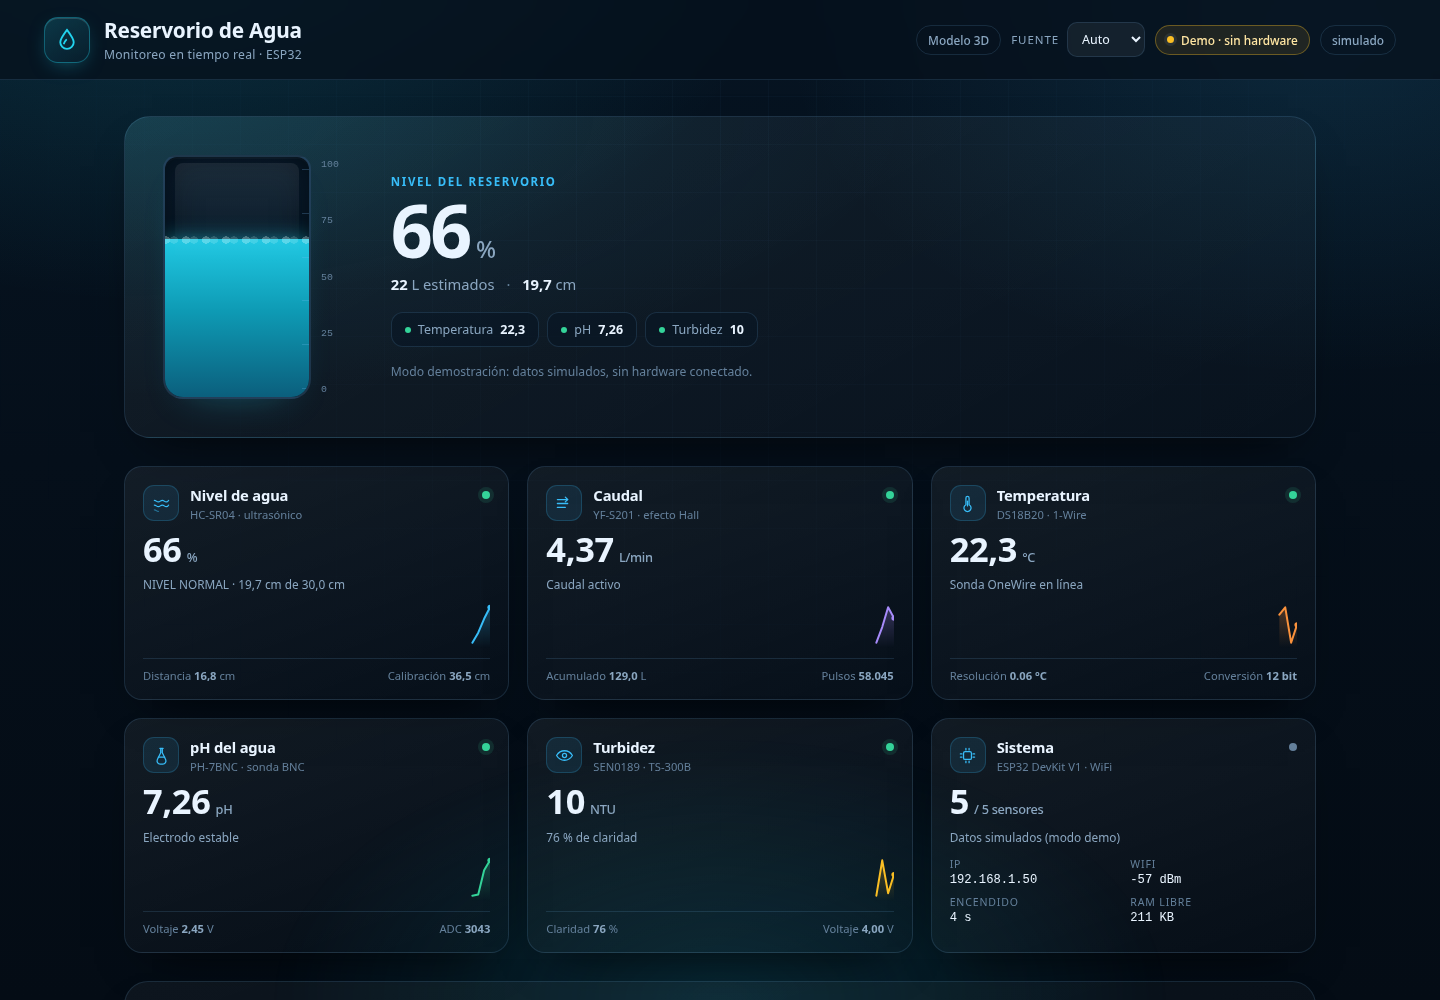 Reservorio de Agua
Monitoreo en tiempo real · ESP32
Modelo 3D
FUENTE
Auto
Demo · sin hardware
simulado
100
75
50
25
0
NIVEL DEL RESERVORIO
66 %
22 L estimados · 19,7 cm
Temperatura 22,3
pH 7,26
Turbidez 10
Modo demostración: datos simulados, sin hardware conectado.
Nivel de agua
HC-SR04 · ultrasónico
66 %
NIVEL NORMAL · 19,7 cm de 30,0 cm
Distancia 16,8 cm
Calibración 36,5 cm
Caudal
YF-S201 · efecto Hall
4,37 L/min
Caudal activo
Acumulado 129,0 L
Pulsos 58.045
Temperatura
DS18B20 · 1-Wire
22,3 °C
Sonda OneWire en línea
Resolución 0.06 °C
Conversión 12 bit
pH del agua
PH-7BNC · sonda BNC
7,26 pH
Electrodo estable
Voltaje 2,45 V
ADC 3043
Turbidez
SEN0189 · TS-300B
10 NTU
76 % de claridad
Claridad 76 %
Voltaje 4,00 V
Sistema
ESP32 DevKit V1 · WiFi
5 / 5 sensores
Datos simulados (modo demo)
IP
192.168.1.50
WIFI
-57 dBm
ENCENDIDO
4 s
RAM LIBRE
211 KB